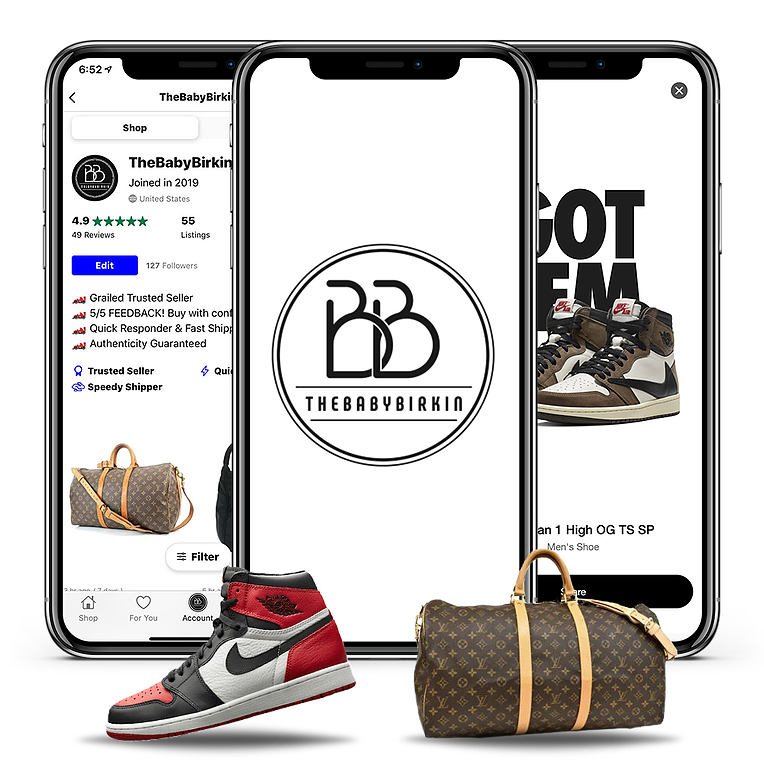 6:52
TheBabyBirki
Shop
TheBabyBirkin
Joined in 2019
United States
4.9 ★★★★★
55
49 Reviews
Listings
Edit
127 Followers
Grailed Trusted Seller
5/5 FEEDBACK! Buy with conf
Quick Responder & Fast Shipp
Authenticity Guaranteed
Trusted Seller
Qui
Speedy Shipper
Filter
Shop
For You
Account
BB
THEBABYBIRKIN
GOT
EM
an 1 High OG TS SP
Men's Shoe